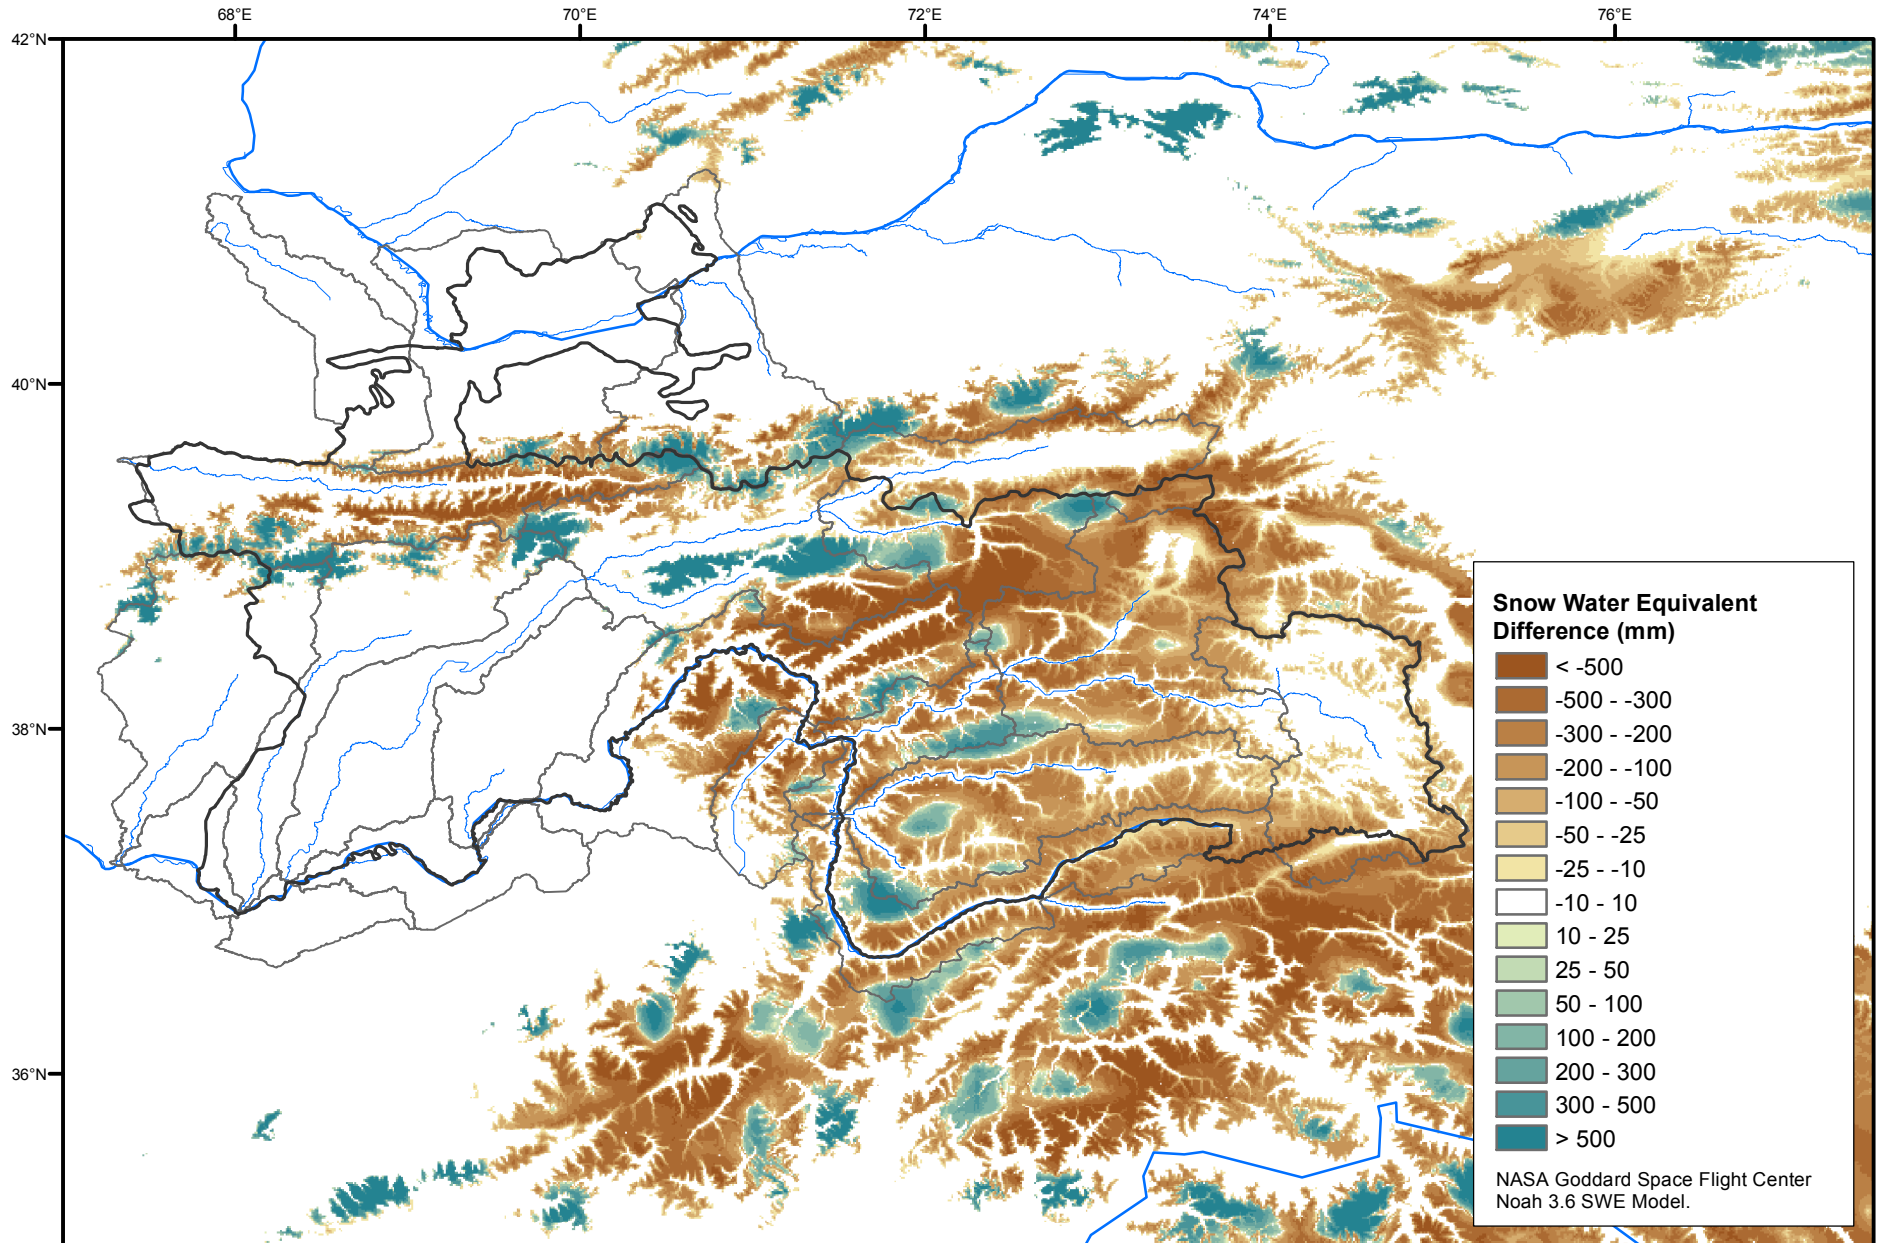 68°E 70°E 72°E 74°E 76°E
42°N
40°N
38°N
36°N
Snow Water Equivalent
Difference (mm)
< -500
-500 - -300
-300 - -200
-200 - -100
-100 - -50
-50 - -25
-25 - -10
-10 - 10
10 - 25
25 - 50
50 - 100
100 - 200
200 - 300
300 - 500
> 500
NASA Goddard Space Flight Center
Noah 3.6 SWE Model.